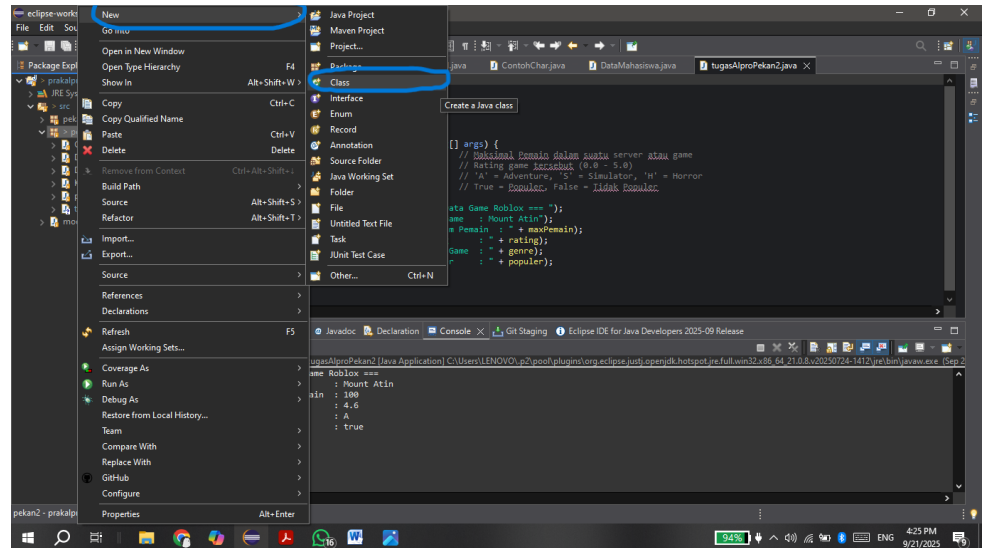 eclipse-works
File Edit Sou
Package Expl
> prakalp
JRE Sys
> src
pek
> pe
mo
pekan2 - prakalp
New
Go Into
Open in New Window
Open Type Hierarchy F4
Show In Alt+Shift+W >
Copy Ctrl+C
Copy Qualified Name
Paste Ctrl+V
Delete Delete
Remove from Context Ctrl+Alt+Shift+↓
Build Path
Source Alt+Shift+S >
Refactor Alt+Shift+T >
Import...
Export...
Source
References
Declarations
Refresh F5
Assign Working Sets...
Coverage As
Run As
Debug As
Restore from Local History...
Team
Compare With
Replace With
GitHub
Configure
Properties Alt+Enter
Java Project
Maven Project
Project...
Package
Class
Interface
Enum
Record
Annotation
Source Folder
Java Working Set
Folder
File
Untitled Text File
Task
JUnit Test Case
Other... Ctrl+N
Create a Java class
.java ContohChar.java DataMahasiswa.java tugasAlproPekan2.java
[] args) {
// Maksimal Pemain dalam suatu server atau game
// Rating game tersebut (0.0 - 5.0)
// 'A' = Adventure, 'S' = Simulator, 'H' = Horror
// True = Populer, False = Tidak Populer
ata Game Roblox === ");
ame : Mount Atin");
m Pemain : " + maxPemain);
: " + rating);
Game : " + genre);
r : " + populer);
Javadoc Declaration Console Git Staging Eclipse IDE for Java Developers 2025-09 Release
ugasAlproPekan2 [Java Application] C:\Users\LENOVO\.p2\pool\plugins\org.eclipse.justj.openjdk.hotspot.jre.full.win32.x86_64_21.0.8.v20250724-1412\jre\bin\javaw.exe (Sep 2
ame Roblox ===
: Mount Atin
ain : 100
: 4.6
: A
: true
94% ENG 4:25 PM
9/21/2025